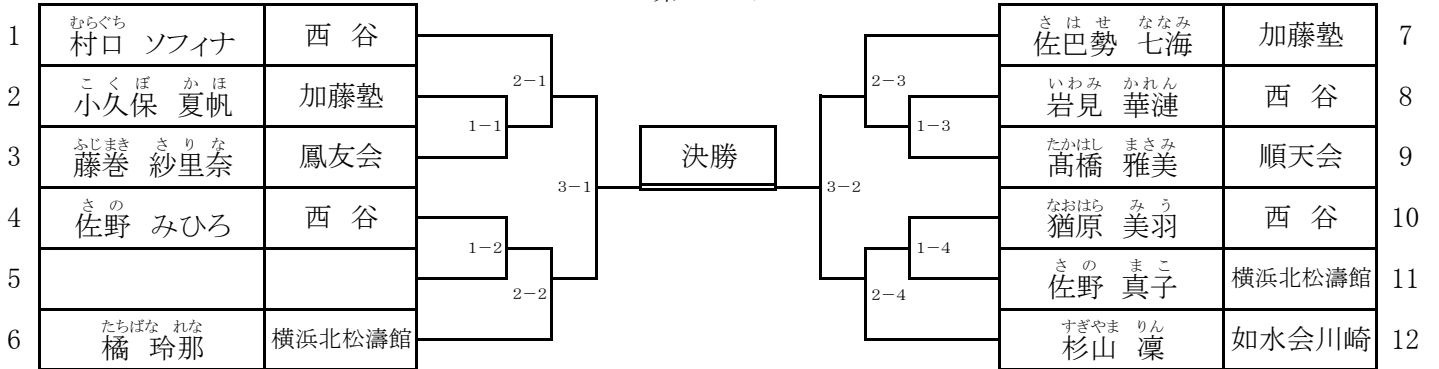 1 村口 ソフィナ むらぐち 西 谷
2 小久保 夏帆 こくぼ かほ 加藤塾
3 藤巻 紗里奈 ふじまき さりな 鳳友会
4 佐野 みひろ さの 西 谷
5
6 橘 玲那 たちばな れな 横浜北松濤館
2-1
1-1
3-1
1-2
2-2
決勝
2-3
1-3
3-2
1-4
2-4
佐巴勢 七海 さはせ ななみ 加藤塾 7
岩見 華漣 いわみ かれん 西 谷 8
髙橋 雅美 たかはし まさみ 順天会 9
猶原 美羽 なおはら みう 西 谷 10
佐野 真子 さの まこ 横浜北松濤館 11
杉山 凜 すぎやま りん 如水会川崎 12